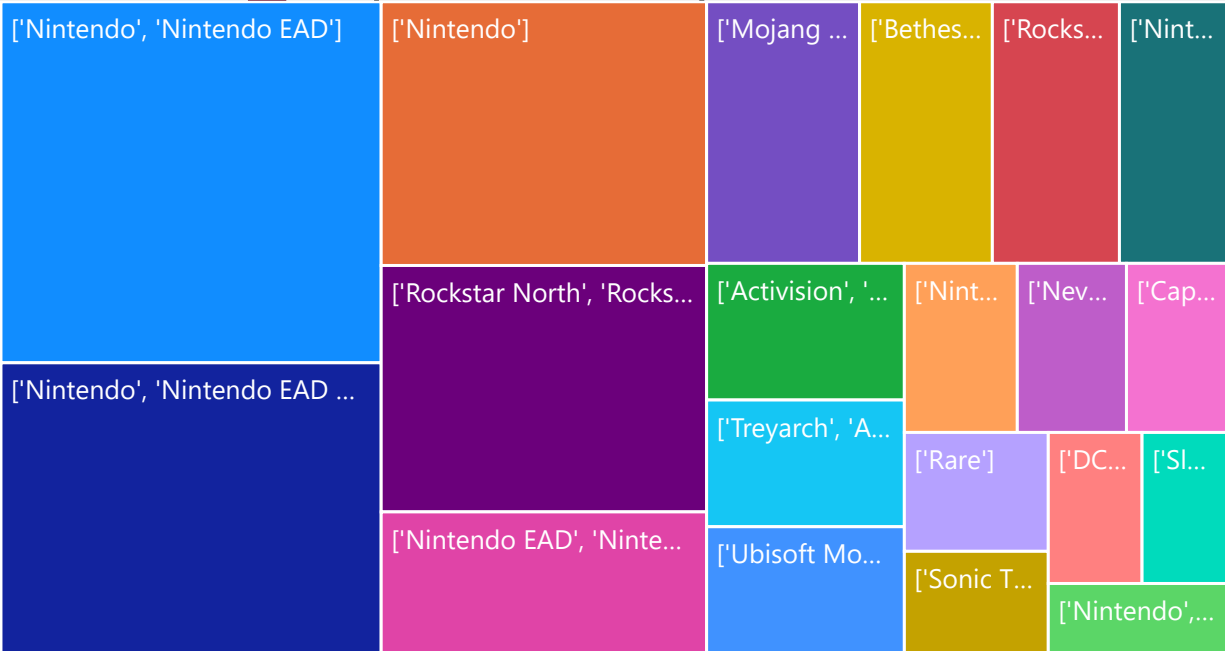 ['Nintendo', 'Nintendo EAD']
['Nintendo', 'Nintendo EAD ...
['Nintendo']
['Rockstar North', 'Rocks...
['Nintendo EAD', 'Ninte...
['Mojang ...
['Bethes...
['Rocks...
['Nint...
['Activision', '...
['Treyarch', 'A...
['Ubisoft Mo...
['Nint...
['Nev...
['Cap...
['Rare']
['Sonic T...
['DC...
['Sl...
['Nintendo',...